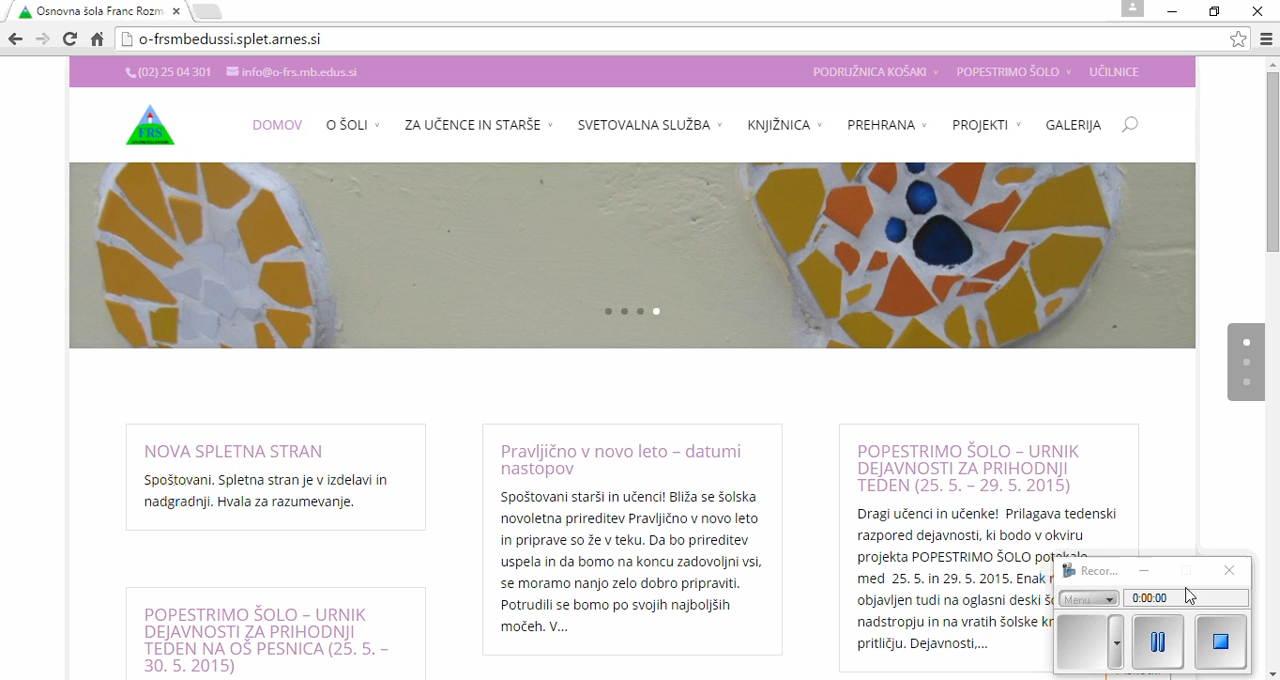 Osnovna šola Franc Rozm
o-frsmbedussi.splet.arnes.si
(02) 25 04 301 info@o-frs.mb.edus.si PODRUŽNICA KOŠAKI POPESTRIMO ŠOLO UČILNICE
FRS
DOMOV O ŠOLI ZA UČENCE IN STARŠE SVETOVALNA SLUŽBA KNJIŽNICA PREHRANA PROJEKTI GALERIJA
NOVA SPLETNA STRAN
Spoštovani. Spletna stran je v izdelavi in
nadgradnji. Hvala za razumevanje.
POPESTRIMO ŠOLO – URNIK
DEJAVNOSTI ZA PRIHODNJI
TEDEN NA OŠ PESNICA (25. 5. –
30. 5. 2015)
Pravljično v novo leto – datumi
nastopov
Spoštovani starši in učenci! Bliža se šolska
novoletna prireditev Pravljično v novo leto
in priprave so že v teku. Da bo prireditev
uspela in da bomo na koncu zadovoljni vsi,
se moramo nanjo zelo dobro pripraviti.
Potrudili se bomo po svojih najboljših
močeh. V...
POPESTRIMO ŠOLO – URNIK
DEJAVNOSTI ZA PRIHODNJI
TEDEN (25. 5. – 29. 5. 2015)
Dragi učenci in učenke! Prilagava tedenski
razpored dejavnosti, ki bodo v okviru
projekta POPESTRIMO ŠOLO potekale
med 25. 5. in 29. 5. 2015. Enak
objavljen tudi na oglasni deski
nadstropju in na vratih šolske
pritličju. Dejavnosti,...
Recor...
Menu 0:00:00